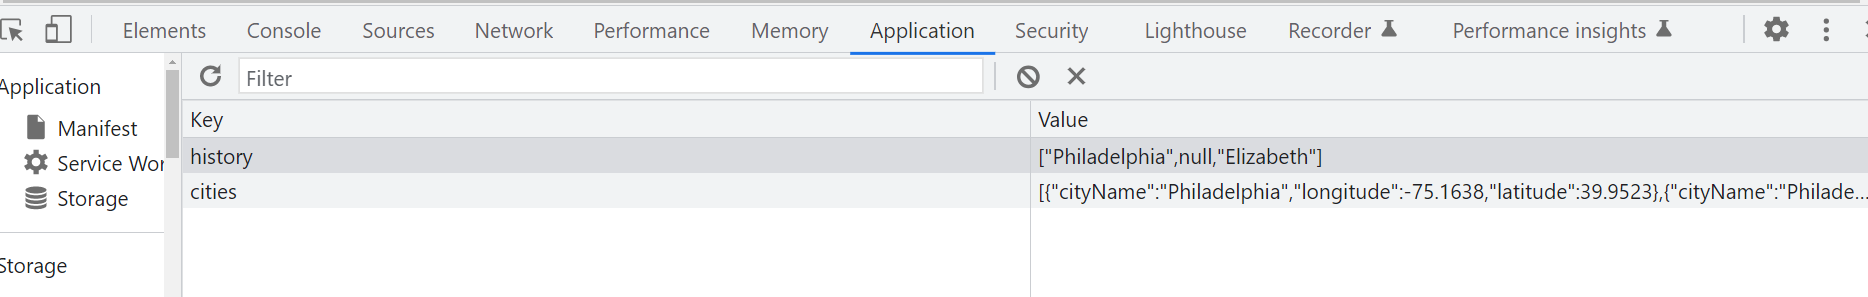 Elements Console Sources Network Performance Memory Application Security Lighthouse Recorder Performance insights
Application
Filter
Manifest
Service Wor
Storage
Storage
Key Value
history ["Philadelphia",null,"Elizabeth"]
cities [{"cityName":"Philadelphia","longitude":-75.1638,"latitude":39.9523},{"cityName":"Philade...